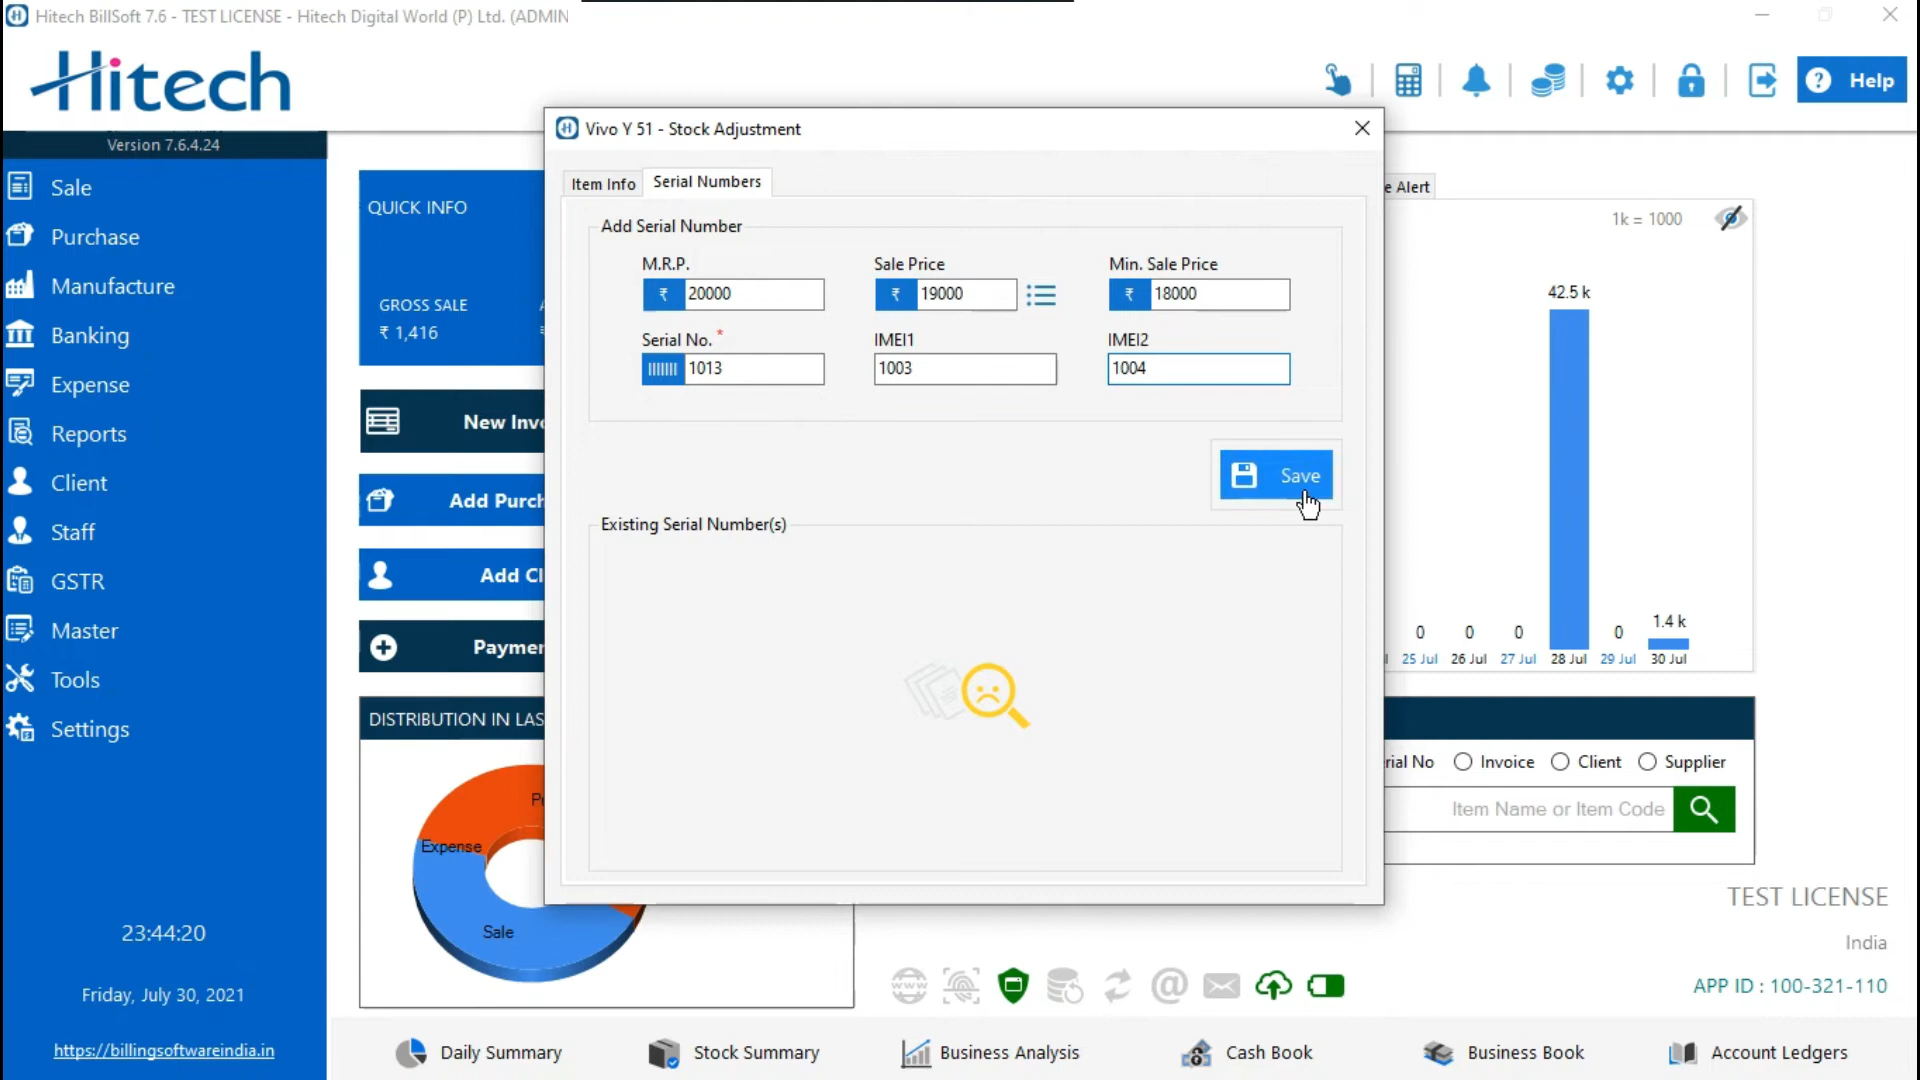 Hitech BillSoft 7.6 - TEST LICENSE - Hitech Digital World (P) Ltd. (ADMIN
Hitech
Help
Version 7.6.4.24
Sale
Purchase
Manufacture
Banking
Expense
Reports
Client
Staff
GSTR
Master
Tools
Settings
23:44:20
Friday, July 30, 2021
https://billingsoftwareindia.in
QUICK INFO
GROSS SALE
₹ 1,416
New Invo
Add Purch
Add Cl
Paymer
DISTRIBUTION IN LAS
Expense
Sale
Vivo Y 51 - Stock Adjustment
Item Info
Serial Numbers
Add Serial Number
M.R.P.
Sale Price
Min. Sale Price
₹ 20000
₹ 19000
₹ 18000
Serial No. *
IMEI1
IMEI2
1013
1003
1004
Save
Existing Serial Number(s)
e Alert
1k = 1000
42.5 k
1.4 k
0 0 0 0
25 Jul 26 Jul 27 Jul 28 Jul 29 Jul 30 Jul
rial No Invoice Client Supplier
Item Name or Item Code
TEST LICENSE
India
APP ID : 100-321-110
www
Daily Summary
Stock Summary
Business Analysis
Cash Book
Business Book
Account Ledgers